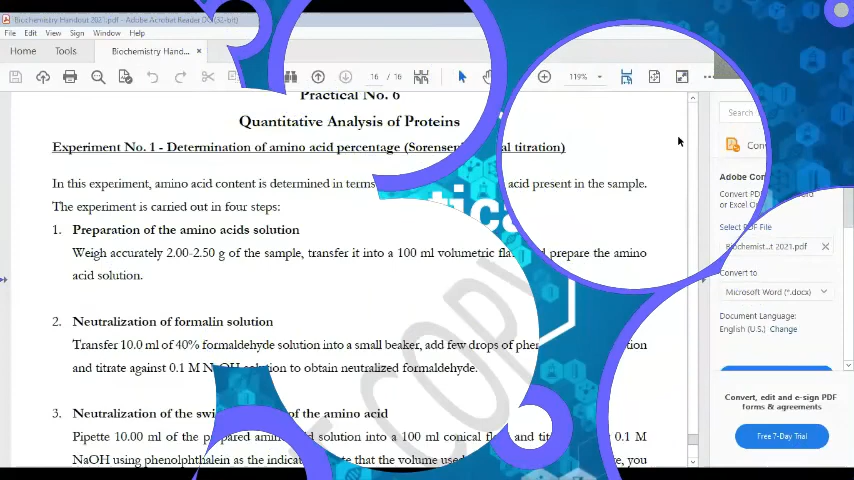 Biochemistry Handout 2021.pdf - Adobe Acrobat Reader DC (32-bit)
File Edit View Sign Window Help
Home Tools Biochemistry Hand... ×
16 / 16 119%
Practical No. 6
Quantitative Analysis of Proteins
Experiment No. 1 - Determination of amino acid percentage titration)
In this experiment, amino acid content is determined in terms acid present in the sample.
The experiment is carried out in four steps:
1. Preparation of the amino acids solution
Weigh accurately 2.00-2.50 g of the sample, transfer it into a 100 ml volumetric prepare the amino
acid solution.
2. Neutralization of formalin solution
Transfer 10.0 ml of 40% formaldehyde solution into a small beaker, add few drops of
and titrate against 0.1 M NaOH solution to obtain neutralized formaldehyde.
3. Neutralization of the of the amino acid
Pipette 10.00 ml of the prepared solution into a 100 ml conical and 0.1 M
NaOH using phenolphthalein as the that the volume used you
COPY
Search
Adobe
Convert PDF
or Excel
Select PDF File
Biochemist...t 2021.pdf ×
Convert to
Microsoft Word (*.docx)
Document Language:
English (U.S.) Change
Convert, edit and e-sign PDF
forms & agreements
Free 7-Day Trial